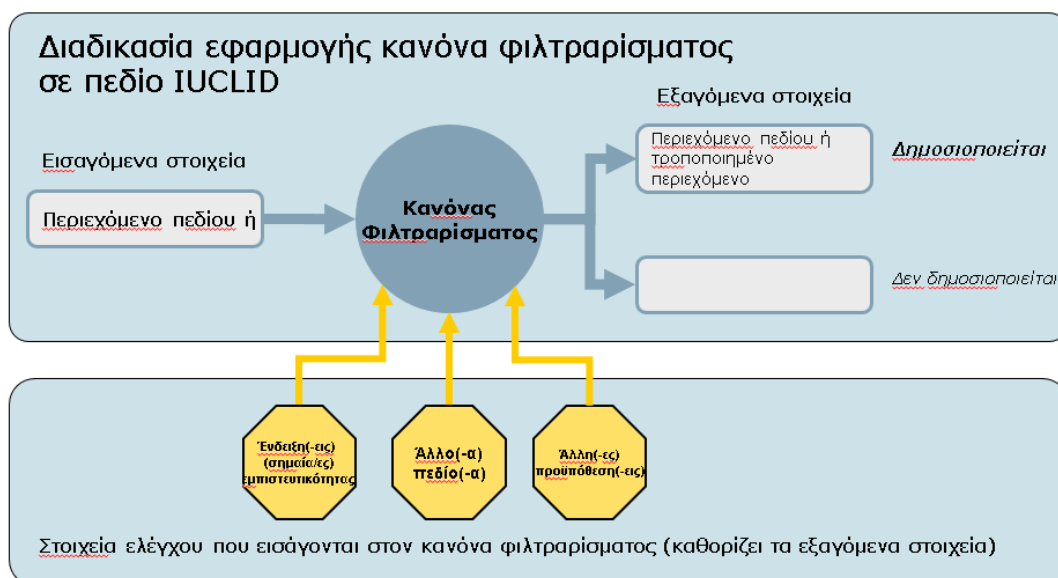 Διαδικασία εφαρμογής κανόνα φιλτραρίσματος
σε πεδίο IUCLID
Εξαγόμενα στοιχεία
Εισαγόμενα στοιχεία
Περιεχόμενο πεδίου ή
Κανόνας
Φιλτραρίσματος
Περιεχόμενο πεδίου ή
τροποποιημένο
περιεχόμενο
Δημοσιοποιείται
Δεν δημοσιοποιείται
Ένδειξη(-εις)
(σημαία/ες)
εμπιστευτικότητας
Άλλο(-α)
πεδίο(-α)
Άλλη(-ες)
προϋπόθεση(-εις)
Στοιχεία ελέγχου που εισάγονται στον κανόνα φιλτραρίσματος (καθορίζει τα εξαγόμενα στοιχεία)